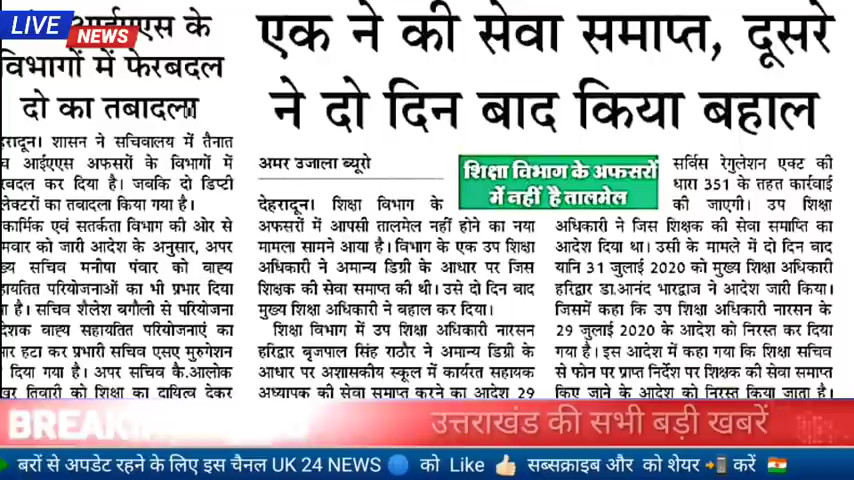 LIVE
NEWS
आईएएस के
विभागों में फेरबदल
दो का तबादला
हरादून। शासन ने सचिवालय में तैनात
व आईएएस अफसरों के विभागों में
रबदल कर दिया है। जबकि दो डिप्टी
लेक्टरों का तबादला किया गया है।
कार्मिक एवं सतर्कता विभाग की ओर से
मवार को जारी आदेश के अनुसार, अपर
ख्य सचिव मनीषा पंवार को वाह्य
हायतित परियोजनाओं का भी प्रभार दिया
है। सचिव शैलेश बगौली से परियोजना
देशक वाह्य सहायतित परियोजनाएं का
भार हटा कर प्रभारी सचिव एसए मुरुगेशन
दिया गया है। अपर सचिव कै.आलोक
तिवारी को शिक्षा का दायित्व देकर
एक ने की सेवा समाप्त, दूसरे
ने दो दिन बाद किया बहाल
अमर उजाला ब्यूरो
देहरादून। शिक्षा विभाग के
अफसरों में आपसी तालमेल नहीं होने का नया
मामला सामने आया है। विभाग के एक उप शिक्षा
अधिकारी ने अमान्य डिग्री के आधार पर जिस
शिक्षक की सेवा समाप्त की थी। उसे दो दिन बाद
मुख्य शिक्षा अधिकारी ने बहाल कर दिया।
शिक्षा विभाग में उप शिक्षा अधिकारी नारसन
हरिद्वार बृजपाल सिंह राठौर ने अमान्य डिग्री के
आधार पर अशासकीय स्कूल में कार्यरत सहायक
अध्यापक की सेवा समाप्त करने का आदेश 29
शिक्षा विभाग के अफसरों
में नहीं है तालमेल
सर्विस रेगुलेशन एक्ट की
धारा 351 के तहत कार्रवाई
की जाएगी। उप शिक्षा
अधिकारी ने जिस शिक्षक की सेवा समाप्ति का
आदेश दिया था। उसी के मामले में दो दिन बाद
यानि 31 जुलाई 2020 को मुख्य शिक्षा अधिकारी
हरिद्वार डा.आनंद भारद्वाज ने आदेश जारी किया।
जिसमें कहा कि उप शिक्षा अधिकारी नारसन के
29 जुलाई 2020 के आदेश को निरस्त कर दिया
गया है। इस आदेश में कहा गया कि शिक्षा सचिव
से फोन पर प्राप्त निर्देश पर शिक्षक की सेवा समाप्त
किए जाने के आदेश को निरस्त किया जाता है।
उत्तराखंड की सभी बड़ी खबरें
बरों से अपडेट रहने के लिए इस चैनल UK 24 NEWS 🔵 को Like 👍🏻 सब्सक्राइब और को शेयर 📲 करें 🇮🇳